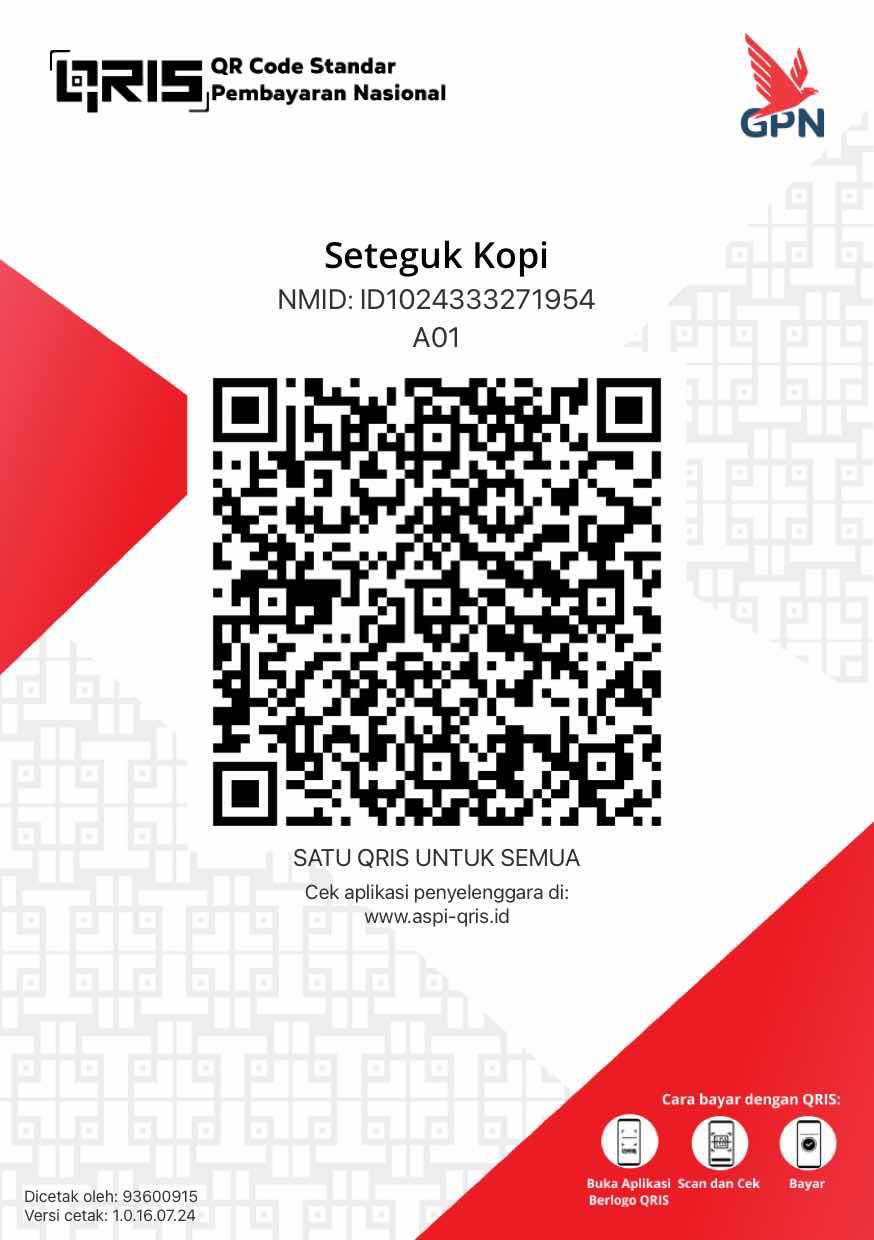 QRIS QR Code Standar
Pembayaran Nasional
GPN
Seteguk Kopi
NMID: ID1024333271954
A01
SATU QRIS UNTUK SEMUA
Cek aplikasi penyelenggara di:
www.aspi-qris.id
Cara bayar dengan QRIS:
Buka Aplikasi Berlogo QRIS
Scan dan Cek
Bayar
Dicetak oleh: 93600915
Versi cetak: 1.0.16.07.24